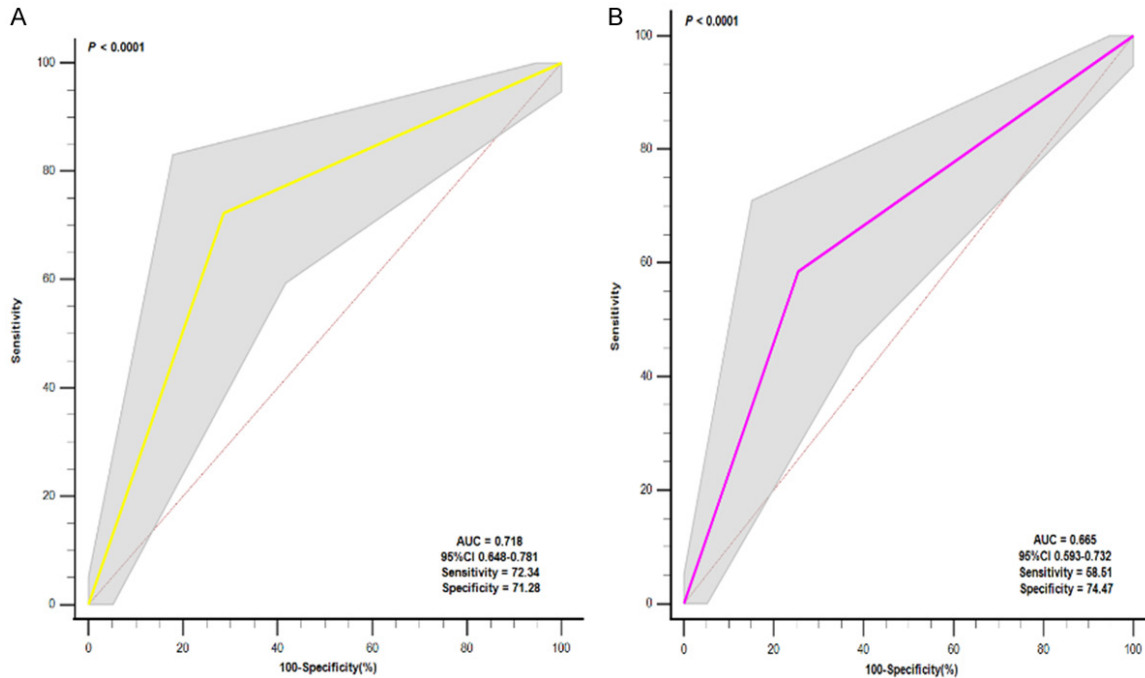 A
P < 0.0001
100
80
60
40
20
0
Sensitivity
0 20 40 60 80 100
100-Specificity(%)
AUC = 0.718
95%CI 0.648-0.781
Sensitivity = 72.34
Specificity = 71.28
B
P < 0.0001
100
80
60
40
20
0
Sensitivity
0 20 40 60 80 100
100-Specificity(%)
AUC = 0.665
95%CI 0.593-0.732
Sensitivity = 58.51
Specificity = 74.47